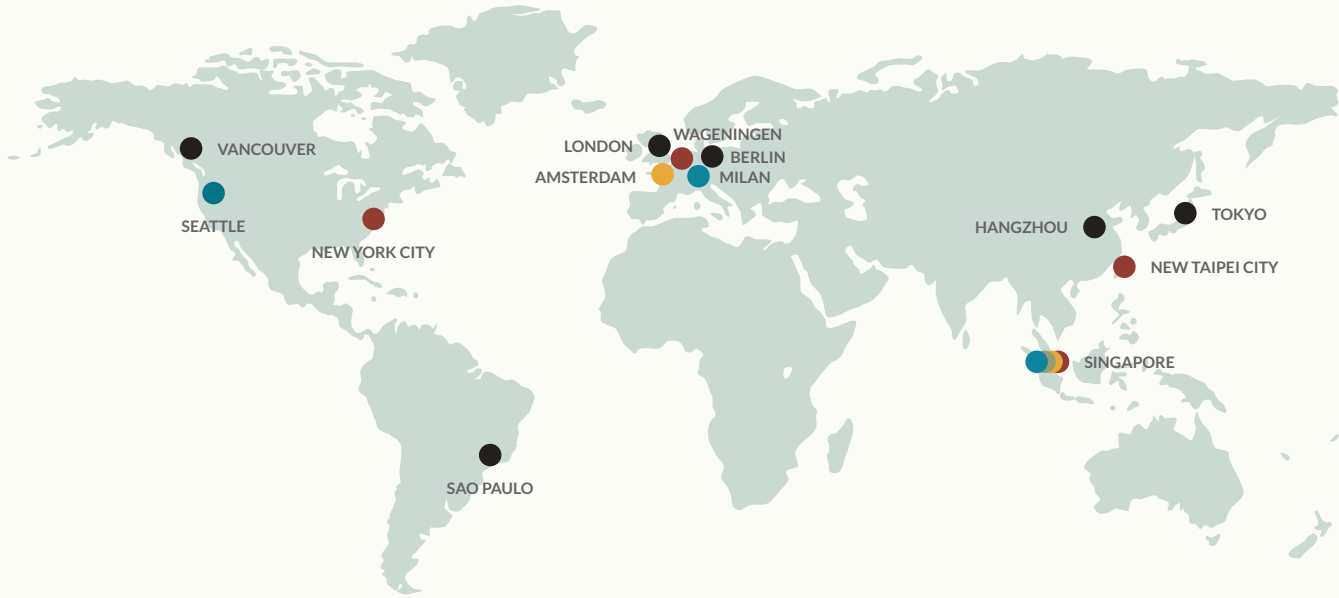 WAGENINGEN
LONDON
VANCOUVER
BERLIN
AMSTERDAM
MILAN
SEATTLE
TOKYO
HANGZHOU
NEW YORK CITY
NEW TAIPEI CITY
SINGAPORE
SAO PAULO